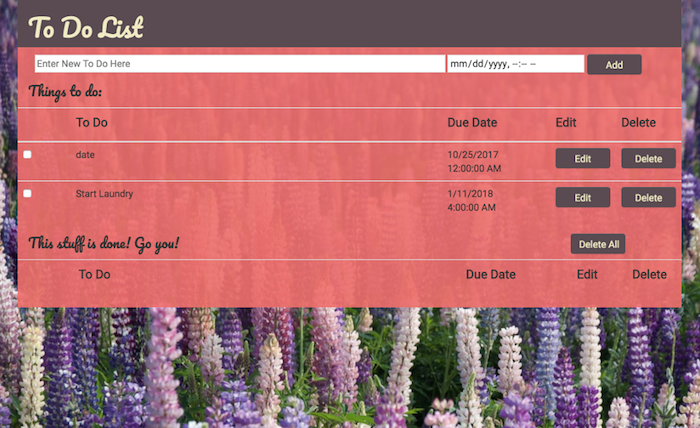 To Do List
Enter New To Do Here mm/dd/yyyy, --:-- -- Add
Things to do:
To Do Due Date Edit Delete
date 10/25/2017 Edit Delete
12:00:00 AM
Start Laundry 1/11/2018 Edit Delete
4:00:00 AM
This stuff is done! Go you! Delete All
To Do Due Date Edit Delete